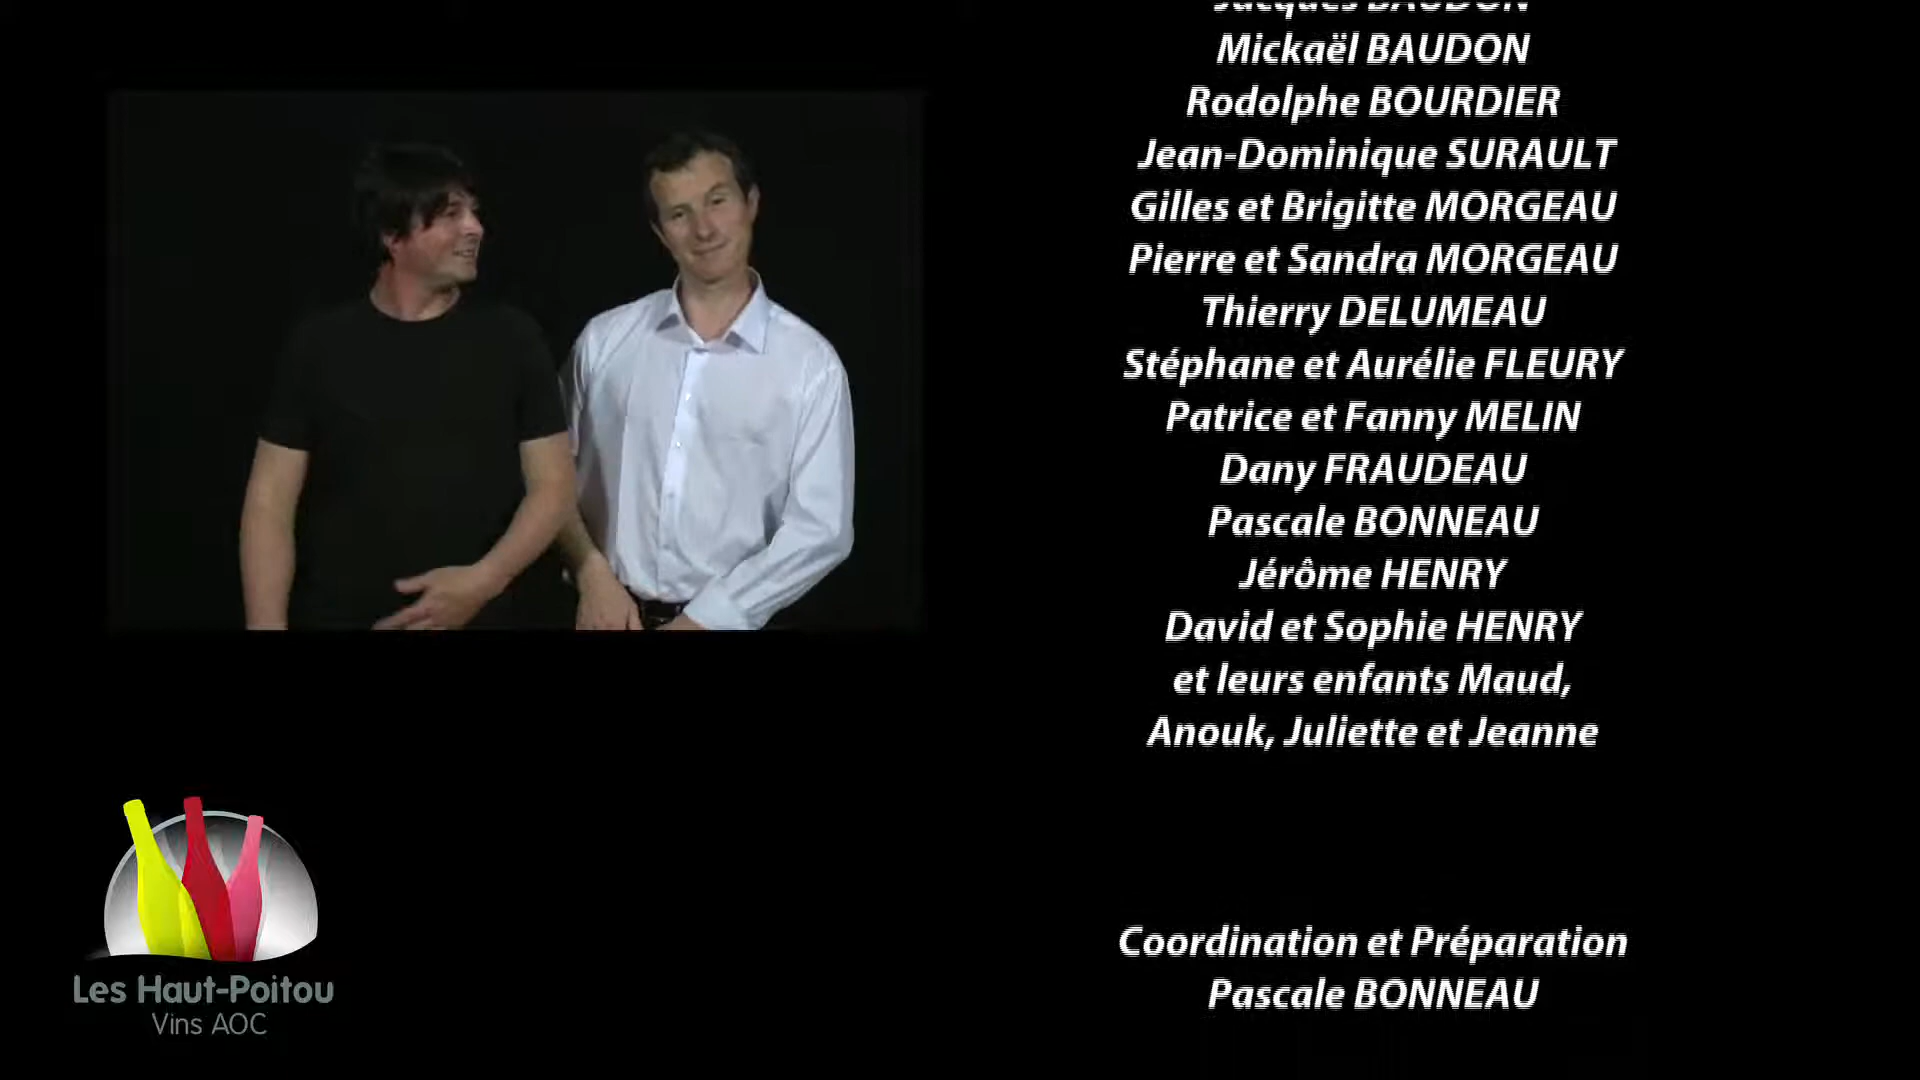 Jacques BAUDON
Mickaël BAUDON
Rodolphe BOURDIER
Jean-Dominique SURAULT
Gilles et Brigitte MORGEAU
Pierre et Sandra MORGEAU
Thierry DELUMEAU
Stéphane et Aurélie FLEURY
Patrice et Fanny MELIN
Dany FRAUDEAU
Pascale BONNEAU
Jérôme HENRY
David et Sophie HENRY
et leurs enfants Maud,
Anouk, Juliette et Jeanne
Coordination et Préparation
Pascale BONNEAU
Les Haut-Poitou
Vins AOC